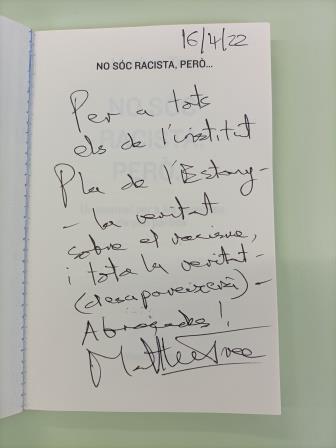 16/4/22
NO SÓC RACISTA, PERÒ...
Per a tots
els de l'institut
Pla de l'Estany -
- la veritat
sobre el racisme,
i tota la veritat -
(desapareixerà) -
Abraçades!